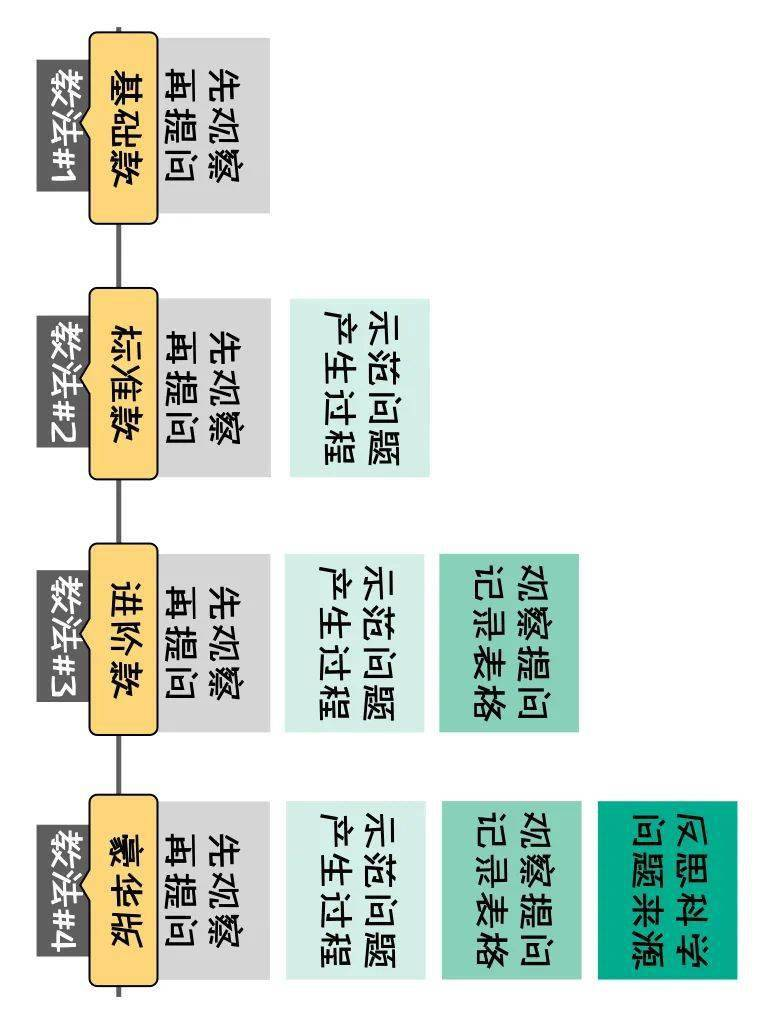 教法#1
基础款
先观察
再提问
教法#2
标准款
先观察
再提问
示范问题
产生过程
教法#3
进阶款
先观察
再提问
示范问题
产生过程
观察提问
记录表格
教法#4
豪华版
先观察
再提问
示范问题
产生过程
观察提问
记录表格
反思科学
问题来源